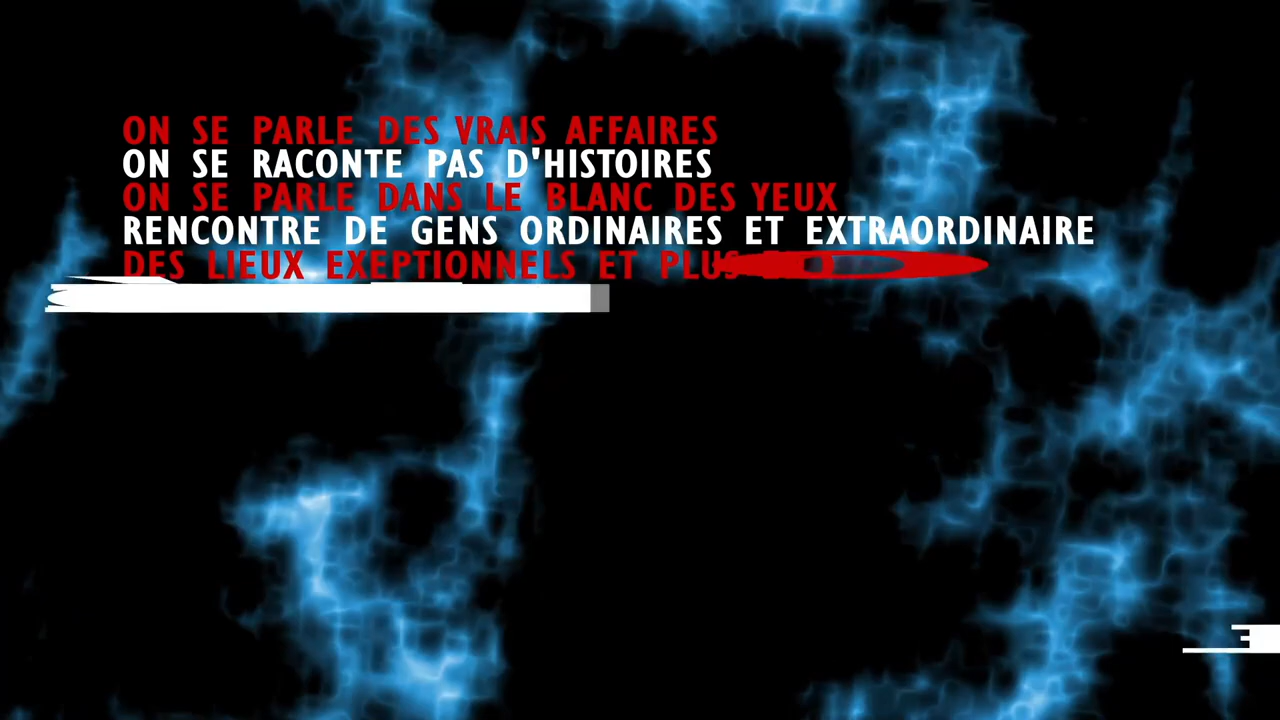 ON SE PARLE DES VRAIS AFFAIRES
ON SE RACONTE PAS D'HISTOIRES
ON SE PARLE DANS LE BLANC DES YEUX
RENCONTRE DE GENS ORDINAIRES ET EXTRAORDINAIRE
DES LIEUX EXEPTIONNELS ET PLUS